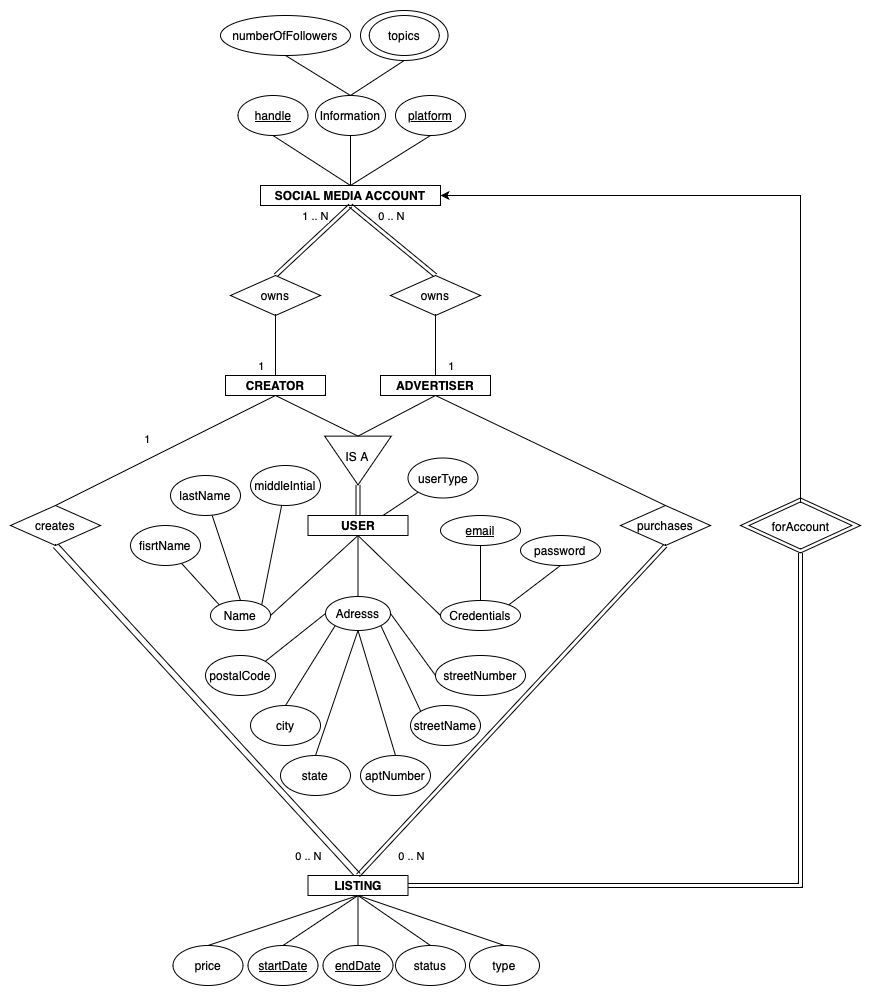 numberOfFollowers
topics
handle
Information
platform
SOCIAL MEDIA ACCOUNT
1 .. N
0 .. N
owns
owns
1
1
CREATOR
ADVERTISER
1
IS A
userType
middleIntial
lastName
creates
USER
purchases
forAccount
email
fisrtName
password
Name
Adresss
Credentials
postalCode
streetNumber
city
streetName
state
aptNumber
0 .. N
0 .. N
LISTING
price
startDate
endDate
status
type